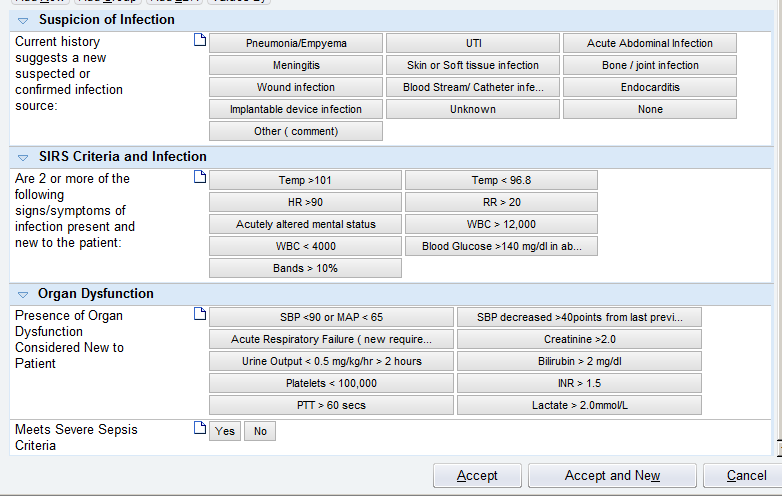 Suspicion of Infection
Current history
suggests a new
suspected or
confirmed infection
source:
Pneumonia/Empyema UTI Acute Abdominal Infection
Meningitis Skin or Soft tissue infection Bone / joint infection
Wound infection Blood Stream/ Catheter infe... Endocarditis
Implantable device infection Unknown None
Other ( comment)
SIRS Criteria and Infection
Are 2 or more of the
following
signs/symptoms of
infection present and
new to the patient:
Temp >101 Temp < 96.8
HR >90 RR > 20
Acutely altered mental status WBC > 12,000
WBC < 4000 Blood Glucose >140 mg/dl in ab...
Bands > 10%
Organ Dysfunction
Presence of Organ
Dysfunction
Considered New to
Patient
SBP <90 or MAP < 65 SBP decreased >40points from last previ...
Acute Respiratory Failure ( new require... Creatinine >2.0
Urine Output < 0.5 mg/kg/hr > 2 hours Bilirubin > 2 mg/dl
Platelets < 100,000 INR > 1.5
PTT > 60 secs Lactate > 2.0mmol/L
Meets Severe Sepsis
Criteria
Yes No
Accept Accept and New Cancel